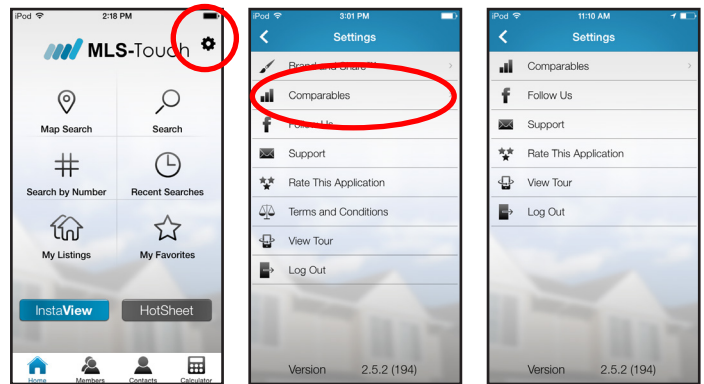 iPod 2:18 PM
MLS-Touch
Map Search Search
Search by Number Recent Searches
My Listings My Favorites
InstaView HotSheet
Home Members Contacts Calculator
iPod 3:01 PM
Settings
Comparables
Follow Us
Support
Rate This Application
Terms and Conditions
View Tour
Log Out
Version 2.5.2 (194)
iPod 11:10 AM
Settings
Comparables
Follow Us
Support
Rate This Application
View Tour
Log Out
Version 2.5.2 (194)